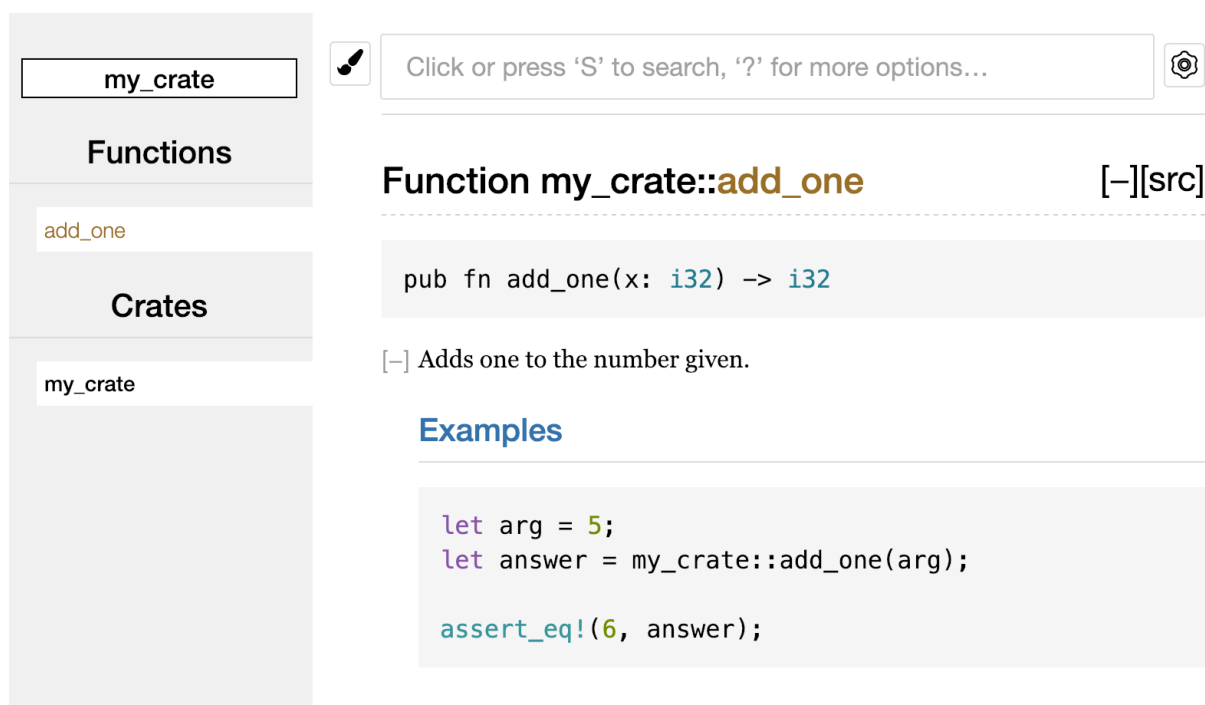 my_crate
Functions
add_one
Crates
my_crate
Click or press ‘S’ to search, ‘?’ for more options…
Function my_crate::add_one
[−][src]
pub fn add_one(x: i32) -> i32
[−] Adds one to the number given.
Examples
let arg = 5;
let answer = my_crate::add_one(arg);
assert_eq!(6, answer);